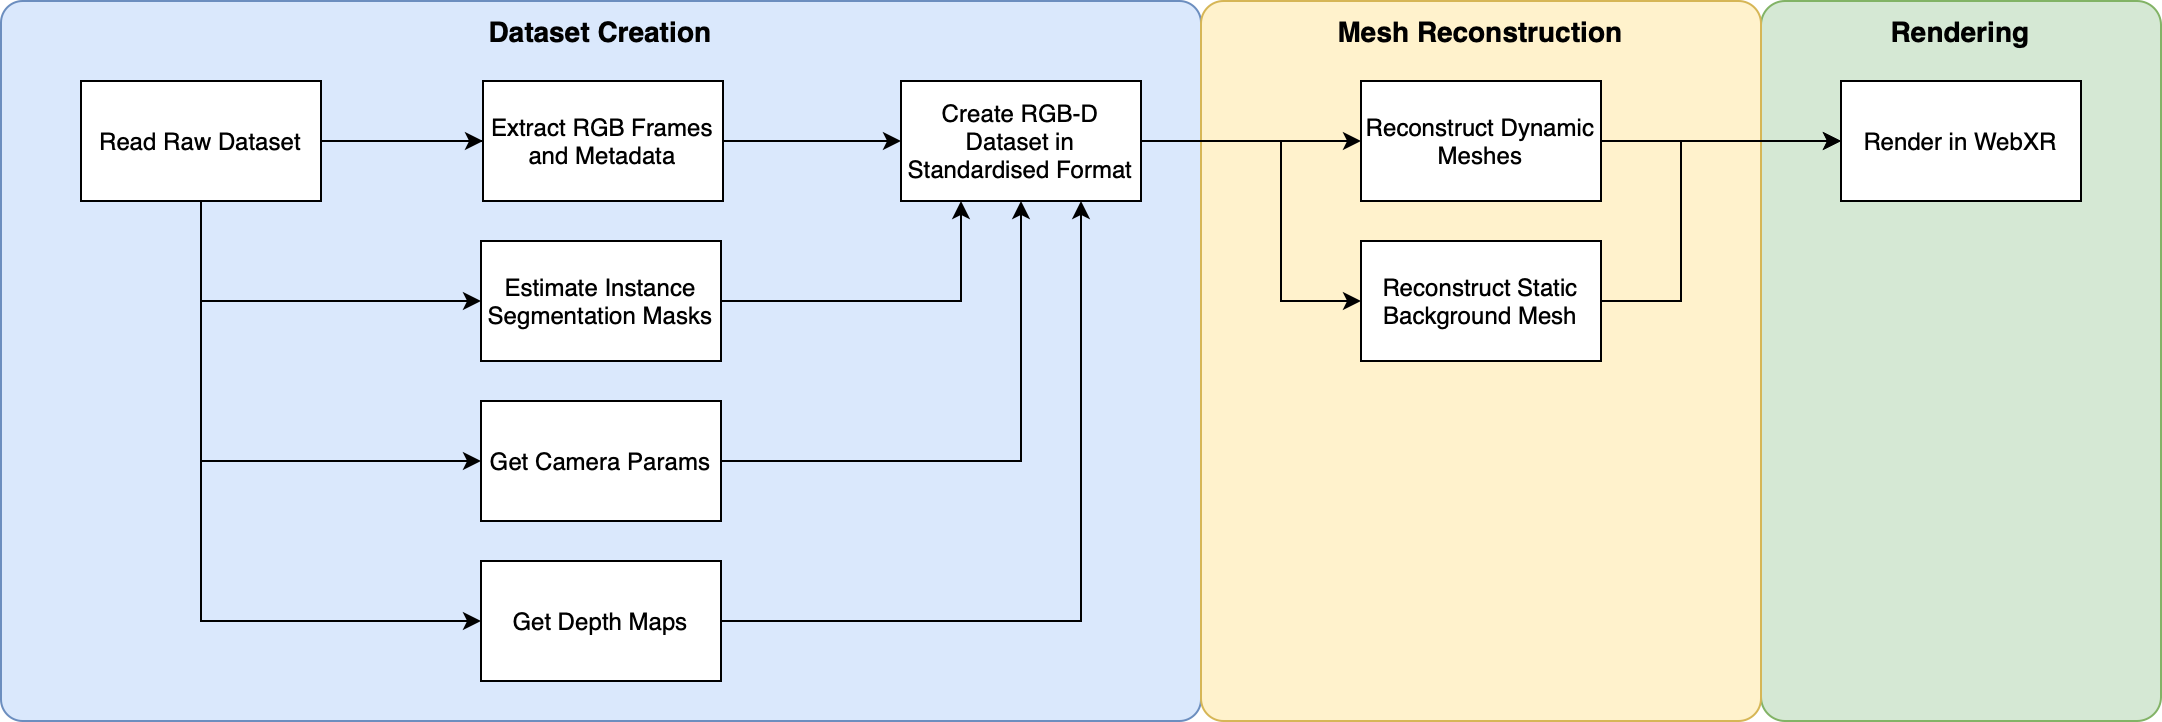 Dataset Creation
Read Raw Dataset
Extract RGB Frames
and Metadata
Create RGB-D
Dataset in
Standardised Format
Estimate Instance
Segmentation Masks
Get Camera Params
Get Depth Maps
Mesh Reconstruction
Reconstruct Dynamic
Meshes
Reconstruct Static
Background Mesh
Rendering
Render in WebXR